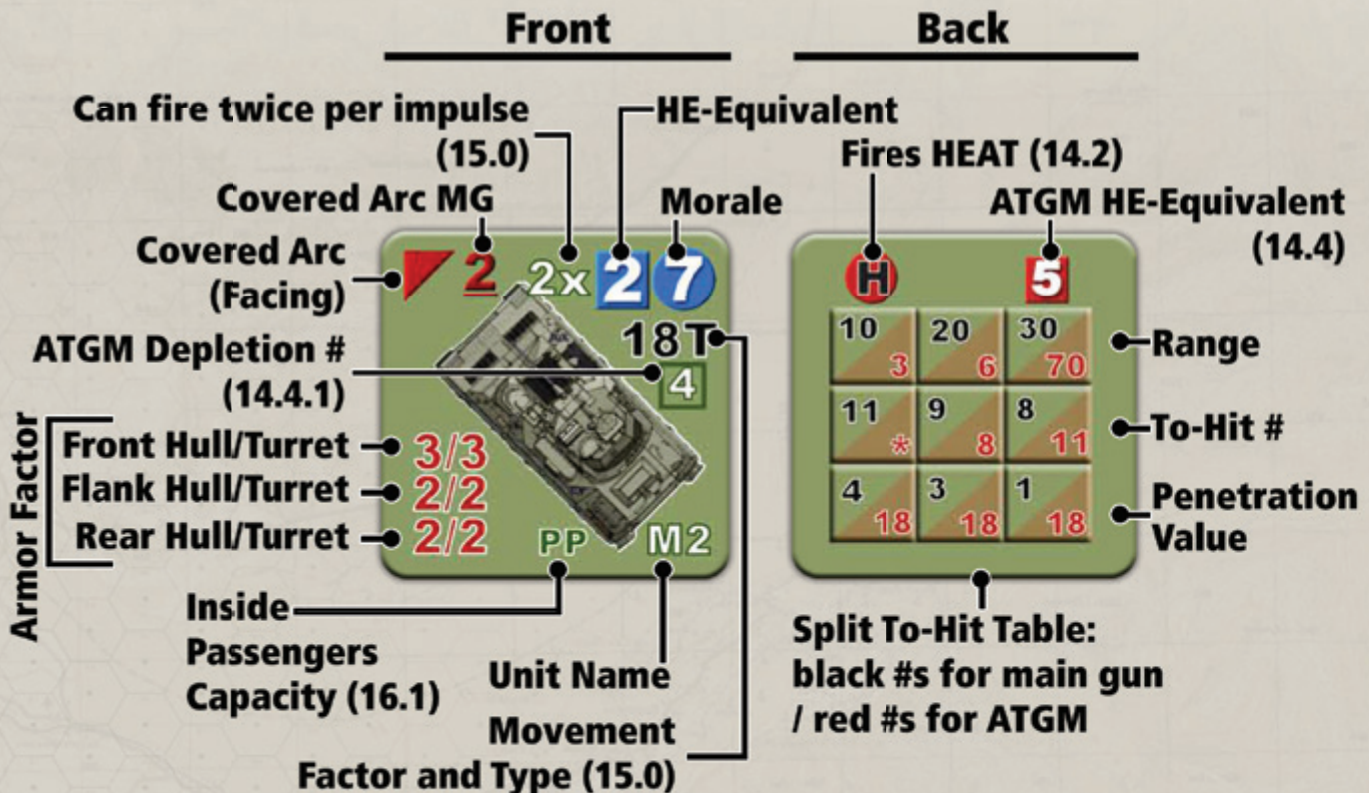 Front
Back
Can fire twice per impulse
(15.0)
HE-Equivalent
Fires HEAT (14.2)
Covered Arc MG
Morale
ATGM HE-Equivalent
(14.4)
Covered Arc
(Facing)
2 2x 2 7
H 5
18T
ATGM Depletion #
(14.4.1)
4
10 3 20 6 30 70
Range
11 * 9 8 8 11
To-Hit #
4 18 3 18 1 18
Penetration
Value
Armor Factor
Front Hull/Turret
3/3
Flank Hull/Turret
2/2
Rear Hull/Turret
2/2
PP M2
Inside
Passengers
Capacity (16.1)
Unit Name
Movement
Factor and Type (15.0)
Split To-Hit Table:
black #s for main gun
/ red #s for ATGM